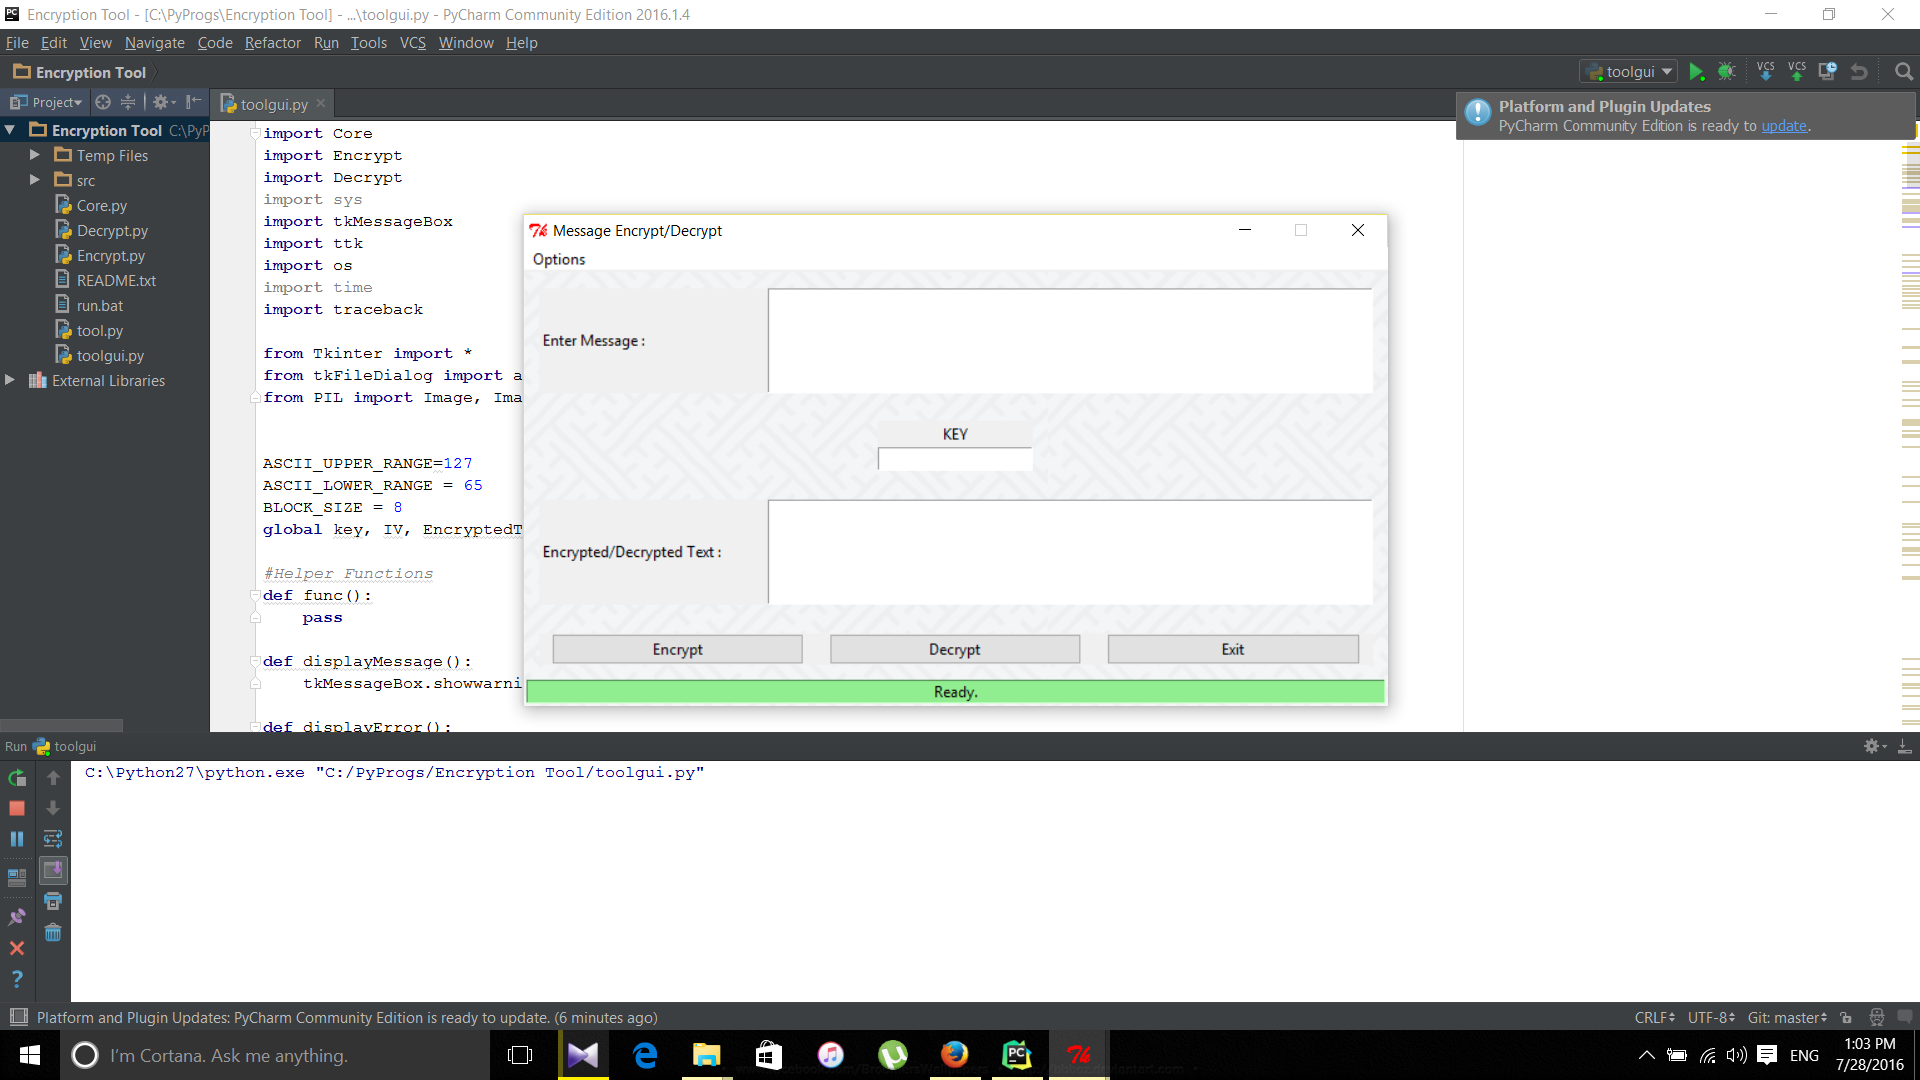 Encryption Tool - [C:\PyProgs\Encryption Tool] - ...\toolgui.py - PyCharm Community Edition 2016.1.4
File Edit View Navigate Code Refactor Run Tools VCS Window Help
Encryption Tool
toolgui
VCS VCS
Project
toolgui.py
Platform and Plugin Updates
PyCharm Community Edition is ready to update.
Encryption Tool C:\PyP
Temp Files
src
Core.py
Decrypt.py
Encrypt.py
README.txt
run.bat
tool.py
toolgui.py
External Libraries
import Core
import Encrypt
import Decrypt
import sys
import tkMessageBox
import ttk
import os
import time
import traceback
from Tkinter import *
from tkFileDialog import a
from PIL import Image, Ima
ASCII_UPPER_RANGE=127
ASCII_LOWER_RANGE = 65
BLOCK_SIZE = 8
global key, IV, EncryptedT
#Helper Functions
def func():
pass
def displayMessage():
tkMessageBox.showwarni
def displayError():
Message Encrypt/Decrypt
Options
Enter Message :
KEY
Encrypted/Decrypted Text :
Encrypt
Decrypt
Exit
Ready.
Run toolgui
C:\Python27\python.exe "C:/PyProgs/Encryption Tool/toolgui.py"
Platform and Plugin Updates: PyCharm Community Edition is ready to update. (6 minutes ago)
CRLF UTF-8 Git: master
I'm Cortana. Ask me anything.
ENG
1:03 PM
7/28/2016